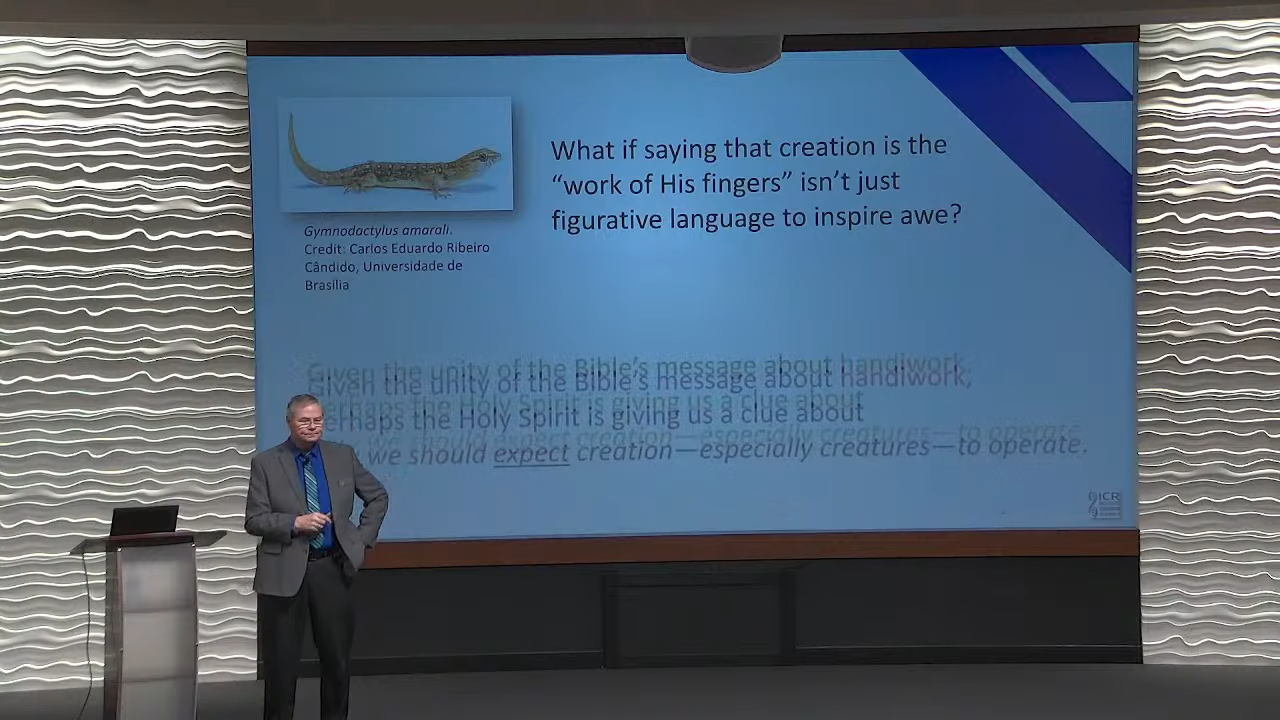 What if saying that creation is the
“work of His fingers” isn’t just
figurative language to inspire awe?
Gymnodactylus amarali.
Credit: Carlos Eduardo Ribeiro
Cândido, Universidade de
Brasília
Given the unity of the Bible’s message about handiwork,
perhaps the Holy Spirit is giving us a clue about
we should expect creation—especially creatures—to operate.
ICR